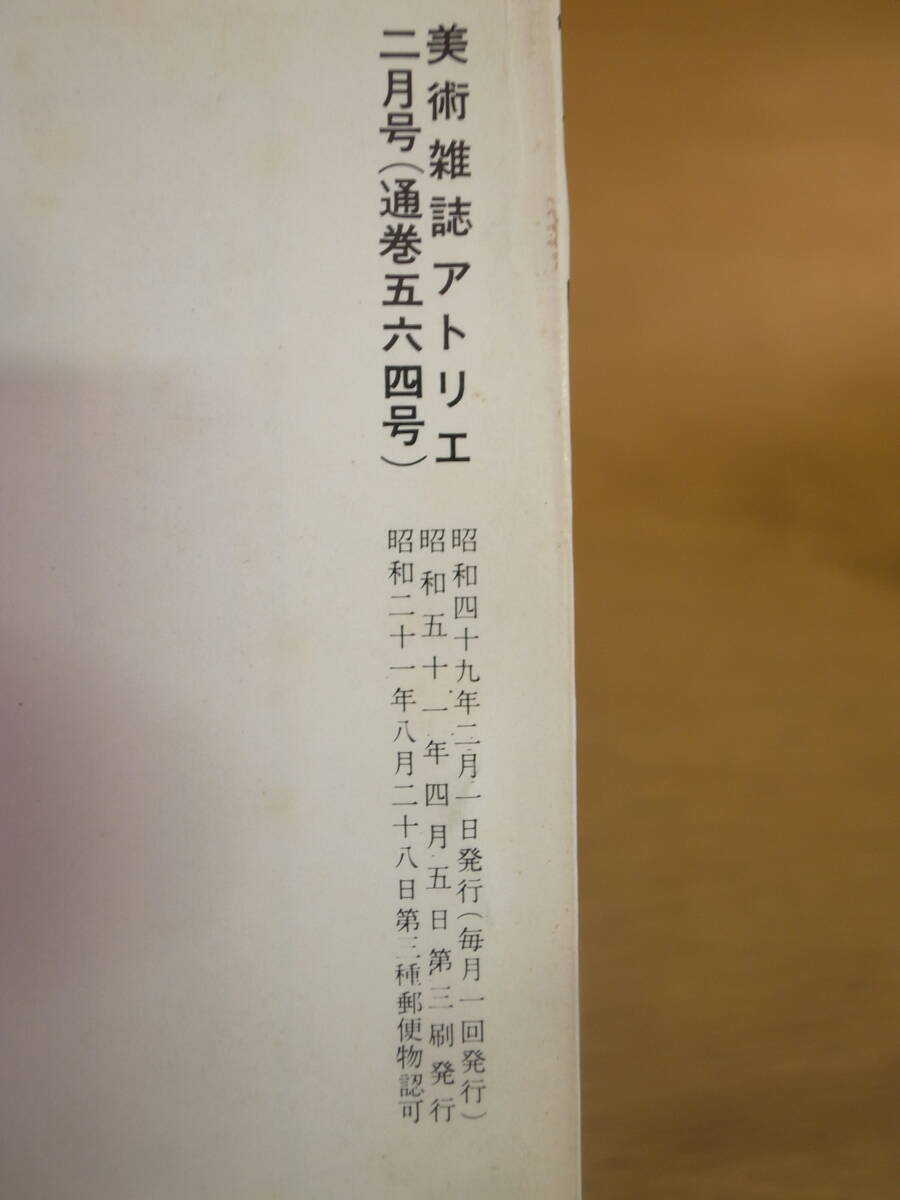 美術雑誌アトリエ
二月号(通巻五六四号)
昭和四十九年二月一日発行(毎月一回発行)
昭和五十一年四月五日第三刷発行
昭和二十一年八月二十八日第三種郵便物認可